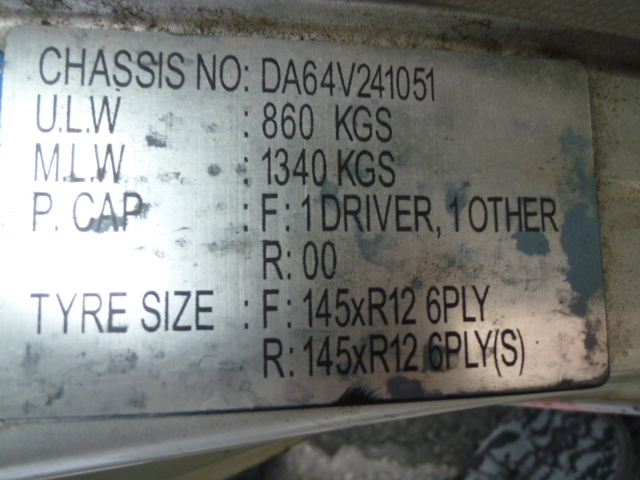 CHASSIS NO: DA64V241051
U.L.W : 860 KGS
M.L.W : 1340 KGS
P. CAP : F: 1 DRIVER, 1 OTHER
R: 00
TYRE SIZE : F: 145xR12 6PLY
R: 145xR12 6PLY(S)